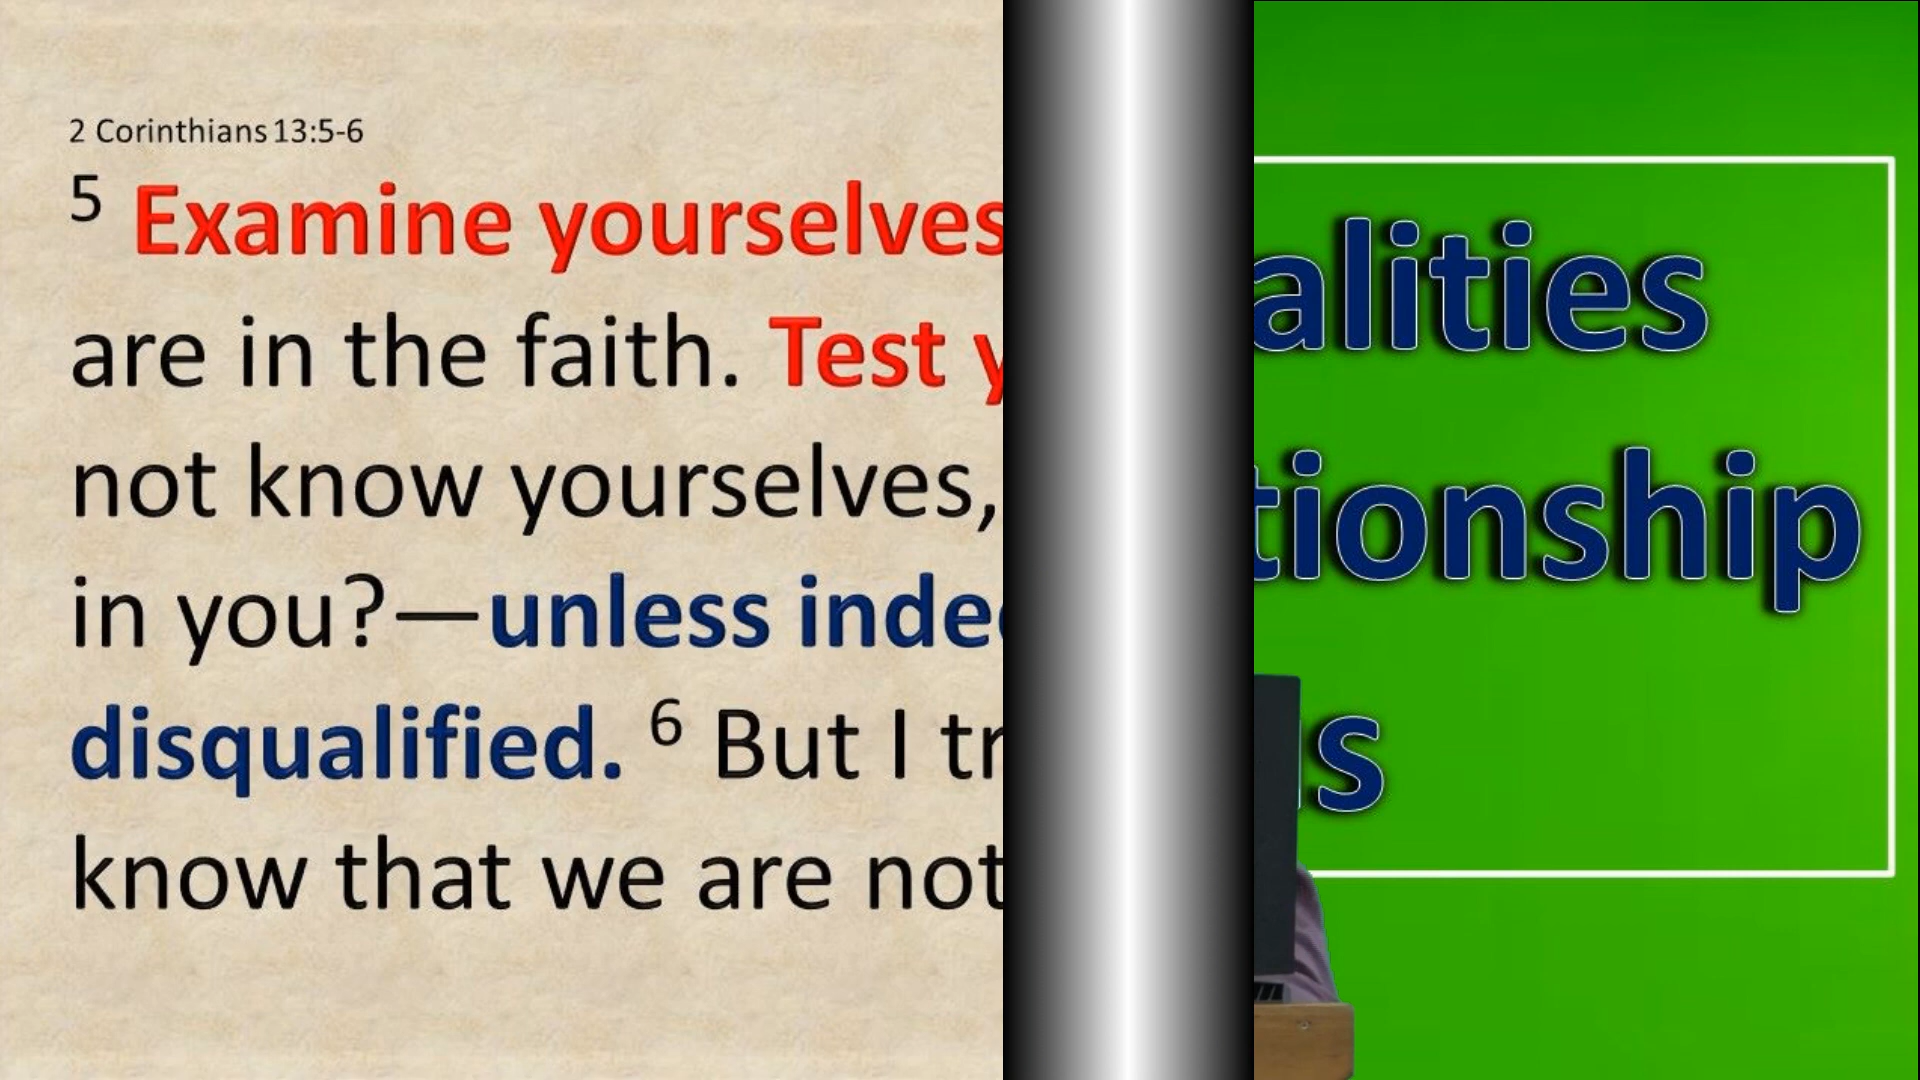 2 Corinthians 13:5-6
5 Examine yourselves
are in the faith. Test y
not know yourselves,
in you?—unless inde
disqualified. 6 But I tr
know that we are not
alities
tionship
s